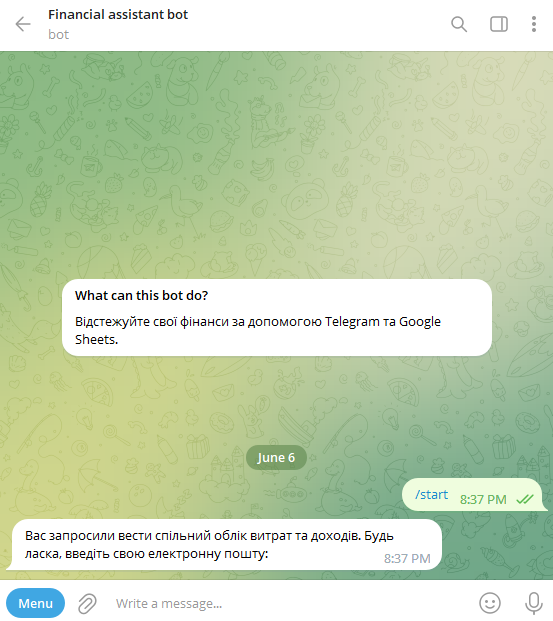 Financial assistant bot
bot
What can this bot do?
Відстежуйте свої фінанси за допомогою Telegram та Google
Sheets.
June 6
/start 8:37 PM
Вас запросили вести спільний облік витрат та доходів. Будь
ласка, введіть свою електронну пошту:
8:37 PM
Menu
Write a message...